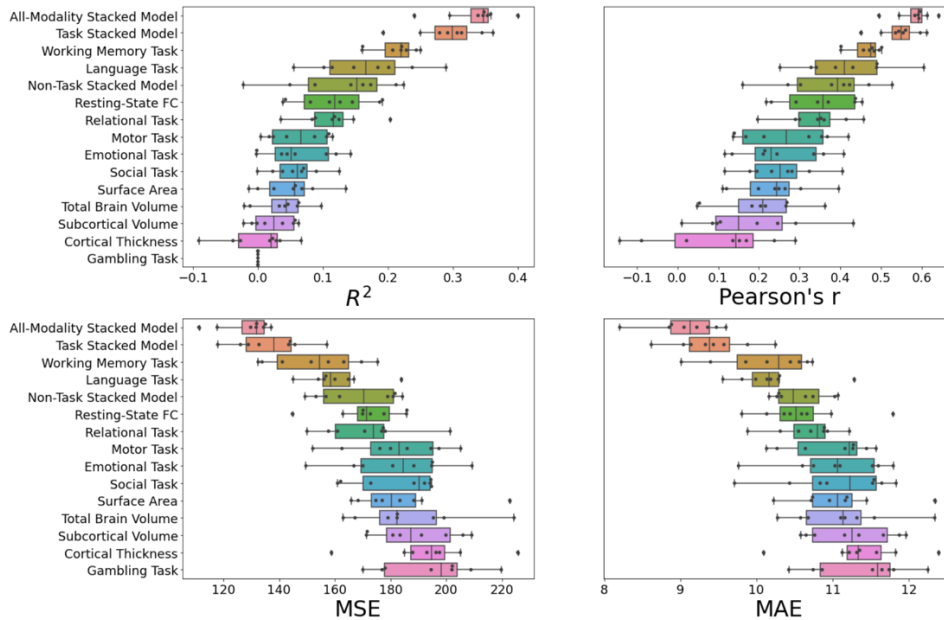 All-Modality Stacked Model
Task Stacked Model
Working Memory Task
Language Task
Non-Task Stacked Model
Resting-State FC
Relational Task
Motor Task
Emotional Task
Social Task
Surface Area
Total Brain Volume
Subcortical Volume
Cortical Thickness
Gambling Task
−0.1 0.0 0.1 0.2 0.3 0.4
R²
−0.1 0.0 0.1 0.2 0.3 0.4 0.5 0.6
Pearson's r
All-Modality Stacked Model
Task Stacked Model
Working Memory Task
Language Task
Non-Task Stacked Model
Resting-State FC
Relational Task
Motor Task
Emotional Task
Social Task
Surface Area
Total Brain Volume
Subcortical Volume
Cortical Thickness
Gambling Task
120 140 160 180 200 220
MSE
8 9 10 11 12
MAE